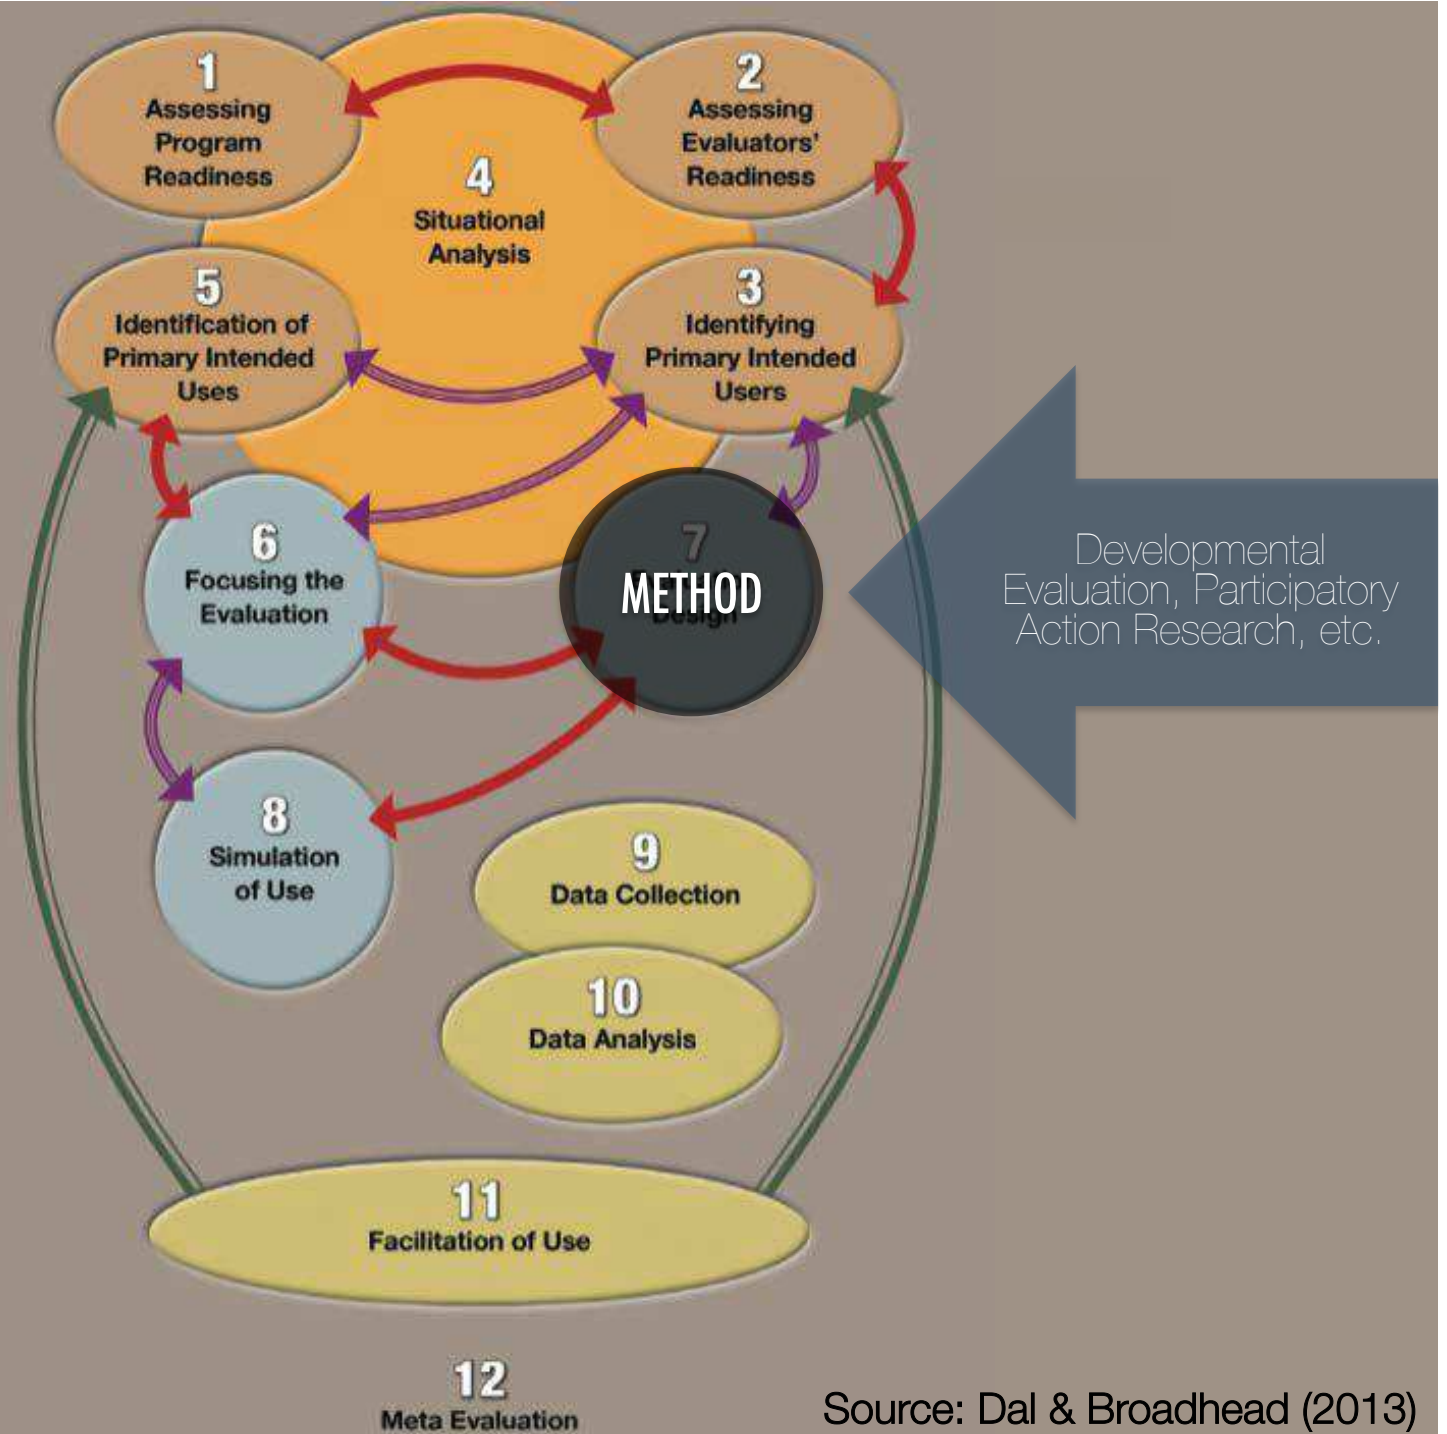 1
Assessing
Program
Readiness
2
Assessing
Evaluators'
Readiness
4
Situational
Analysis
5
Identification of
Primary Intended
Uses
3
Identifying
Primary Intended
Users
6
Focusing the
Evaluation
7
METHOD
Design
Developmental
Evaluation, Participatory
Action Research, etc.
8
Simulation
of Use
9
Data Collection
10
Data Analysis
11
Facilitation of Use
12
Meta Evaluation
Source: Dal & Broadhead (2013)